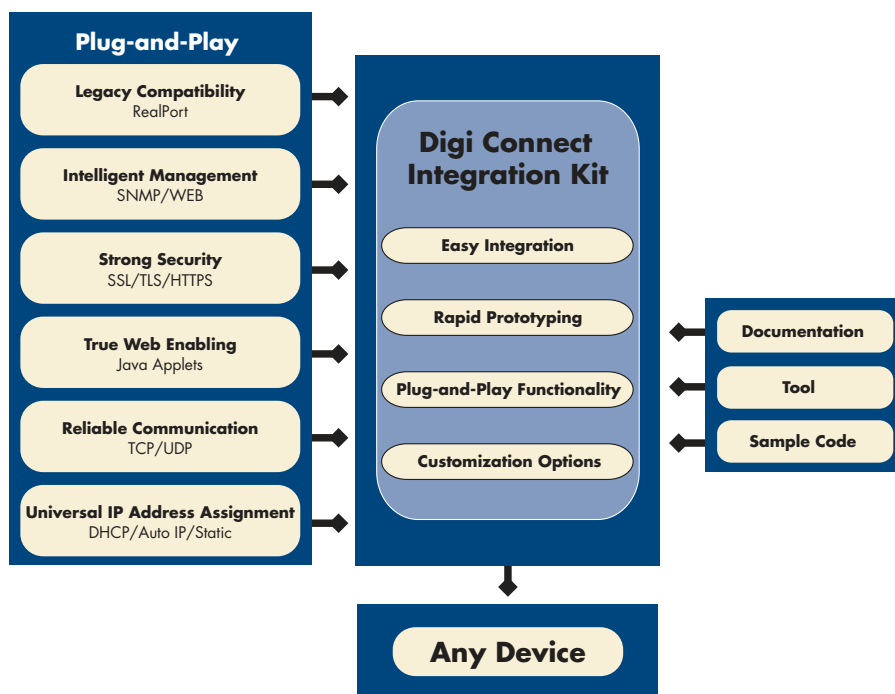 Plug-and-Play
Legacy Compatibility
RealPort
Intelligent Management
SNMP/WEB
Strong Security
SSL/TLS/HTTPS
True Web Enabling
Java Applets
Reliable Communication
TCP/UDP
Universal IP Address Assignment
DHCP/Auto IP/Static
Digi Connect
Integration Kit
Easy Integration
Rapid Prototyping
Plug-and-Play Functionality
Customization Options
Documentation
Tool
Sample Code
Any Device